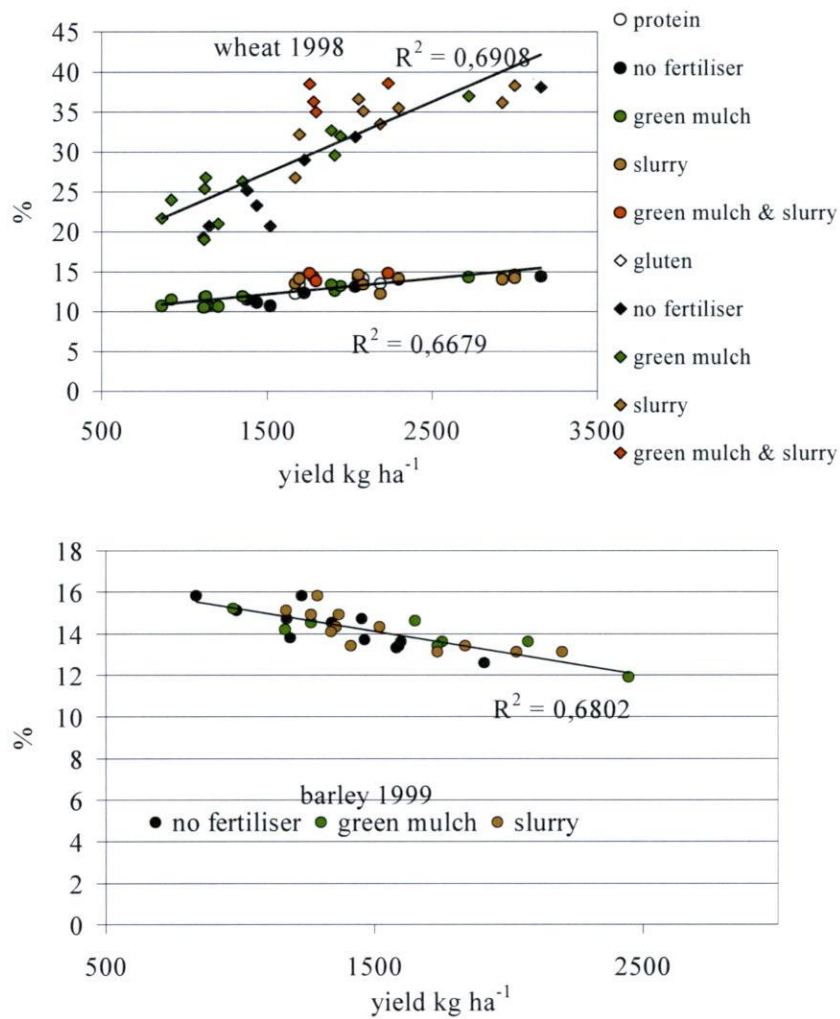 wheat 1998
R² = 0,6908
45
40
35
30
25
20
15
10
5
0
%
R² = 0,6679
500
1500
2500
3500
yield kg ha⁻¹
protein
no fertiliser
green mulch
slurry
green mulch & slurry
gluten
no fertiliser
green mulch
slurry
green mulch & slurry
18
16
14
12
10
8
6
4
2
0
%
R² = 0,6802
barley 1999
no fertiliser green mulch slurry
500
1500
2500
yield kg ha⁻¹